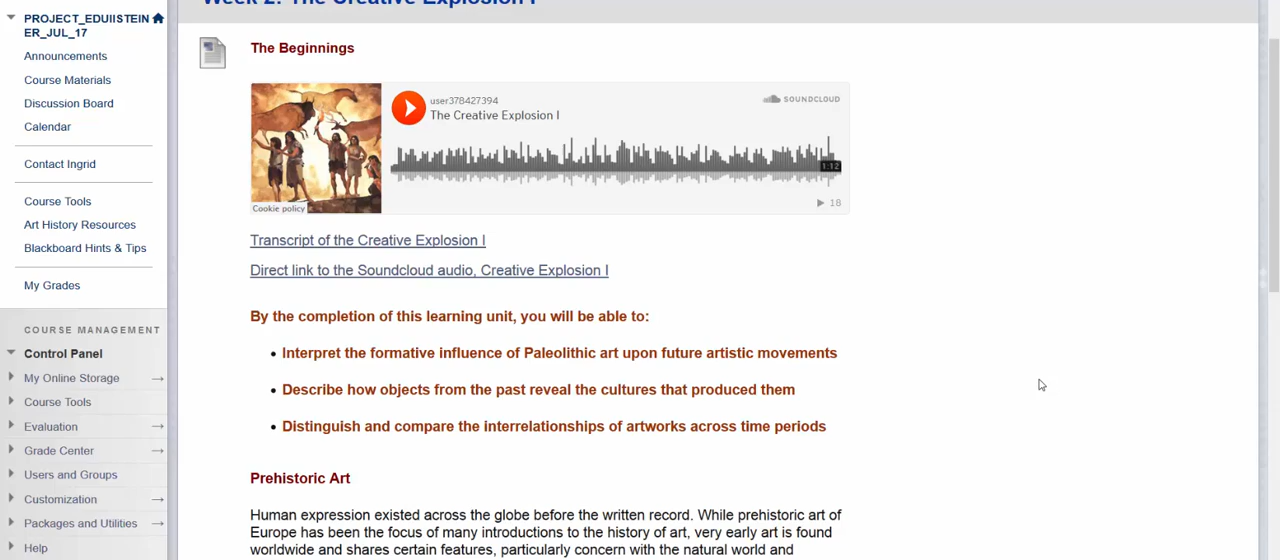 PROJECT_EDUIISTEIN
ER_JUL_17
Announcements
Course Materials
Discussion Board
Calendar
Contact Ingrid
Course Tools
Art History Resources
Blackboard Hints & Tips
My Grades
COURSE MANAGEMENT
Control Panel
My Online Storage
Course Tools
Evaluation
Grade Center
Users and Groups
Customization
Packages and Utilities
Help
Week 2: The Creative Explosion I
The Beginnings
user378427394
The Creative Explosion I
SOUNDCLOUD
1:12
18
Cookie policy
Transcript of the Creative Explosion I
Direct link to the Soundcloud audio, Creative Explosion I
By the completion of this learning unit, you will be able to:
• Interpret the formative influence of Paleolithic art upon future artistic movements
• Describe how objects from the past reveal the cultures that produced them
• Distinguish and compare the interrelationships of artworks across time periods
Prehistoric Art
Human expression existed across the globe before the written record. While prehistoric art of
Europe has been the focus of many introductions to the history of art, very early art is found
worldwide and shares certain features, particularly concern with the natural world and